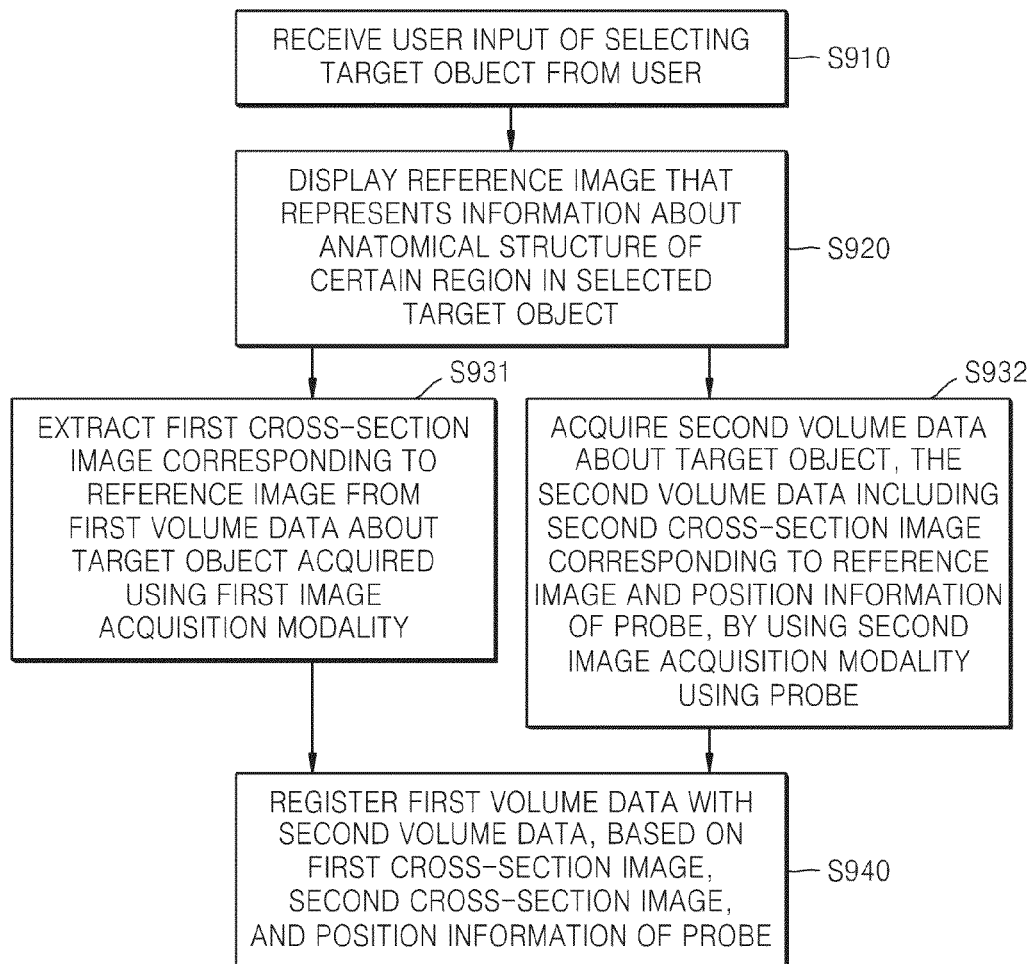 RECEIVE USER INPUT OF SELECTING
TARGET OBJECT FROM USER
S910
DISPLAY REFERENCE IMAGE THAT
REPRESENTS INFORMATION ABOUT
ANATOMICAL STRUCTURE OF
CERTAIN REGION IN SELECTED
TARGET OBJECT
S920
S931
EXTRACT FIRST CROSS-SECTION
IMAGE CORRESPONDING TO
REFERENCE IMAGE FROM
FIRST VOLUME DATA ABOUT
TARGET OBJECT ACQUIRED
USING FIRST IMAGE
ACQUISITION MODALITY
S932
ACQUIRE SECOND VOLUME DATA
ABOUT TARGET OBJECT, THE
SECOND VOLUME DATA INCLUDING
SECOND CROSS-SECTION IMAGE
CORRESPONDING TO REFERENCE
IMAGE AND POSITION INFORMATION
OF PROBE, BY USING SECOND
IMAGE ACQUISITION MODALITY
USING PROBE
REGISTER FIRST VOLUME DATA WITH
SECOND VOLUME DATA, BASED ON
FIRST CROSS-SECTION IMAGE,
SECOND CROSS-SECTION IMAGE,
AND POSITION INFORMATION OF PROBE
S940